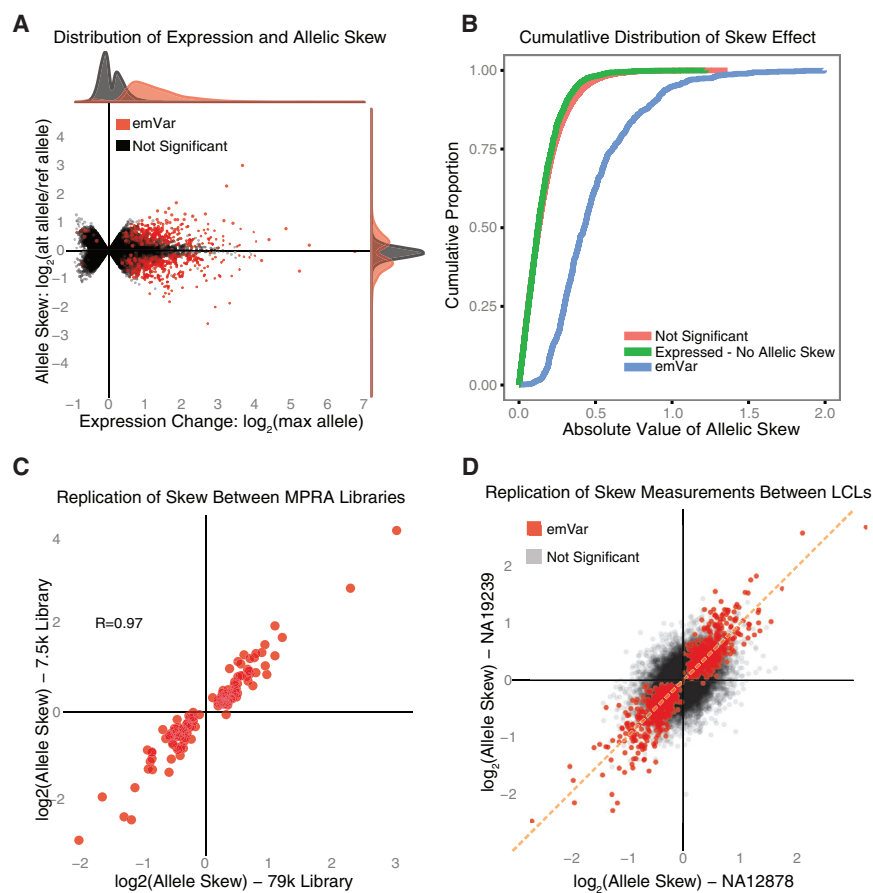 A
Distribution of Expression and Allelic Skew
emVar
Not Significant
Allele Skew: log2(alt allele/ref allele)
4
3
2
1
0
−1
−2
−3
−4
−1 0 1 2 3 4 5 6 7
Expression Change: log2(max allele)
B
Cumulatlive Distribution of Skew Effect
Cumulative Proportion
1.00
0.75
0.50
0.25
0.00
Not Significant
Expressed - No Allelic Skew
emVar
0.0 0.5 1.0 1.5 2.0
Absolute Value of Allelic Skew
C
Replication of Skew Between MPRA Libraries
log2(Allele Skew) − 7.5k Library
4
2
0
−2
R=0.97
−2 −1 0 1 2 3
log2(Allele Skew) − 79k Library
D
Replication of Skew Measurements Between LCLs
emVar
Not Significant
log2(Allele Skew) − NA19239
2
1
0
−1
−2
−2 −1 0 1 2
log2(Allele Skew) − NA12878